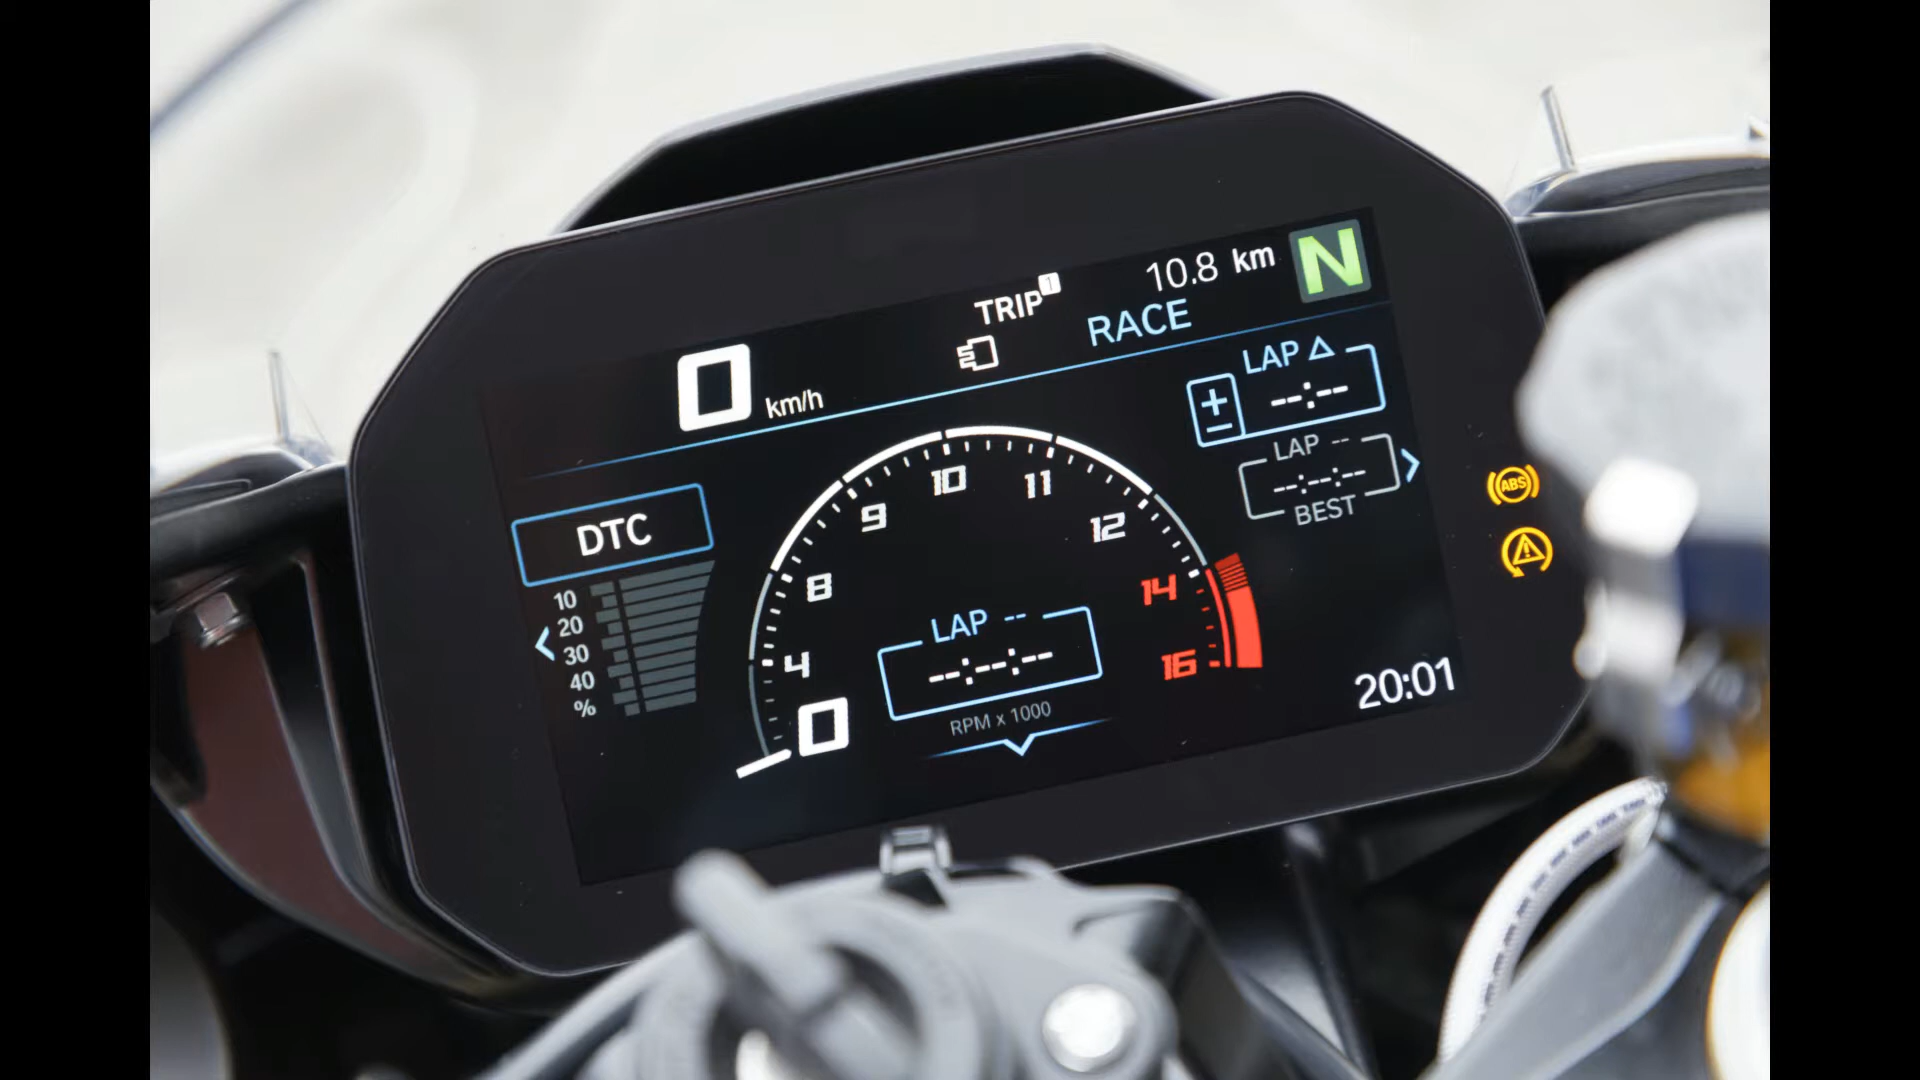 TRIP 1 10.8 km N
RACE
0 km/h
LAP △
+
−
--:--
LAP --
--:--:--
BEST
DTC
10
20
30
40
%
0
4
8
9
10
11
12
14
16
LAP --
--:--:--
RPM x 1000
20:01
ABS